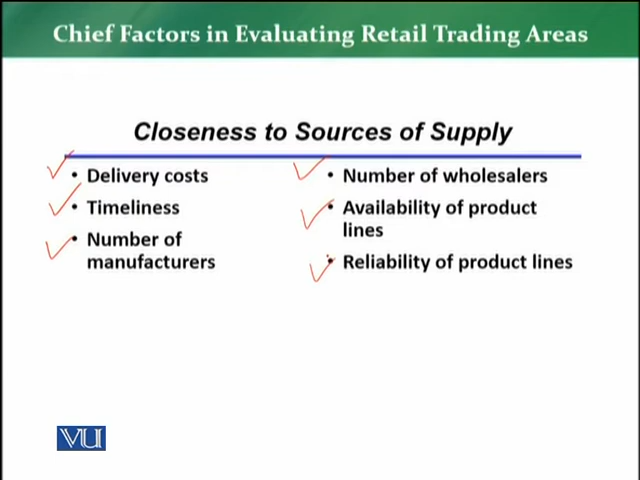 Chief Factors in Evaluating Retail Trading Areas
Closeness to Sources of Supply
• Delivery costs
• Timeliness
• Number of
manufacturers
• Number of wholesalers
• Availability of product
lines
• Reliability of product lines
VU